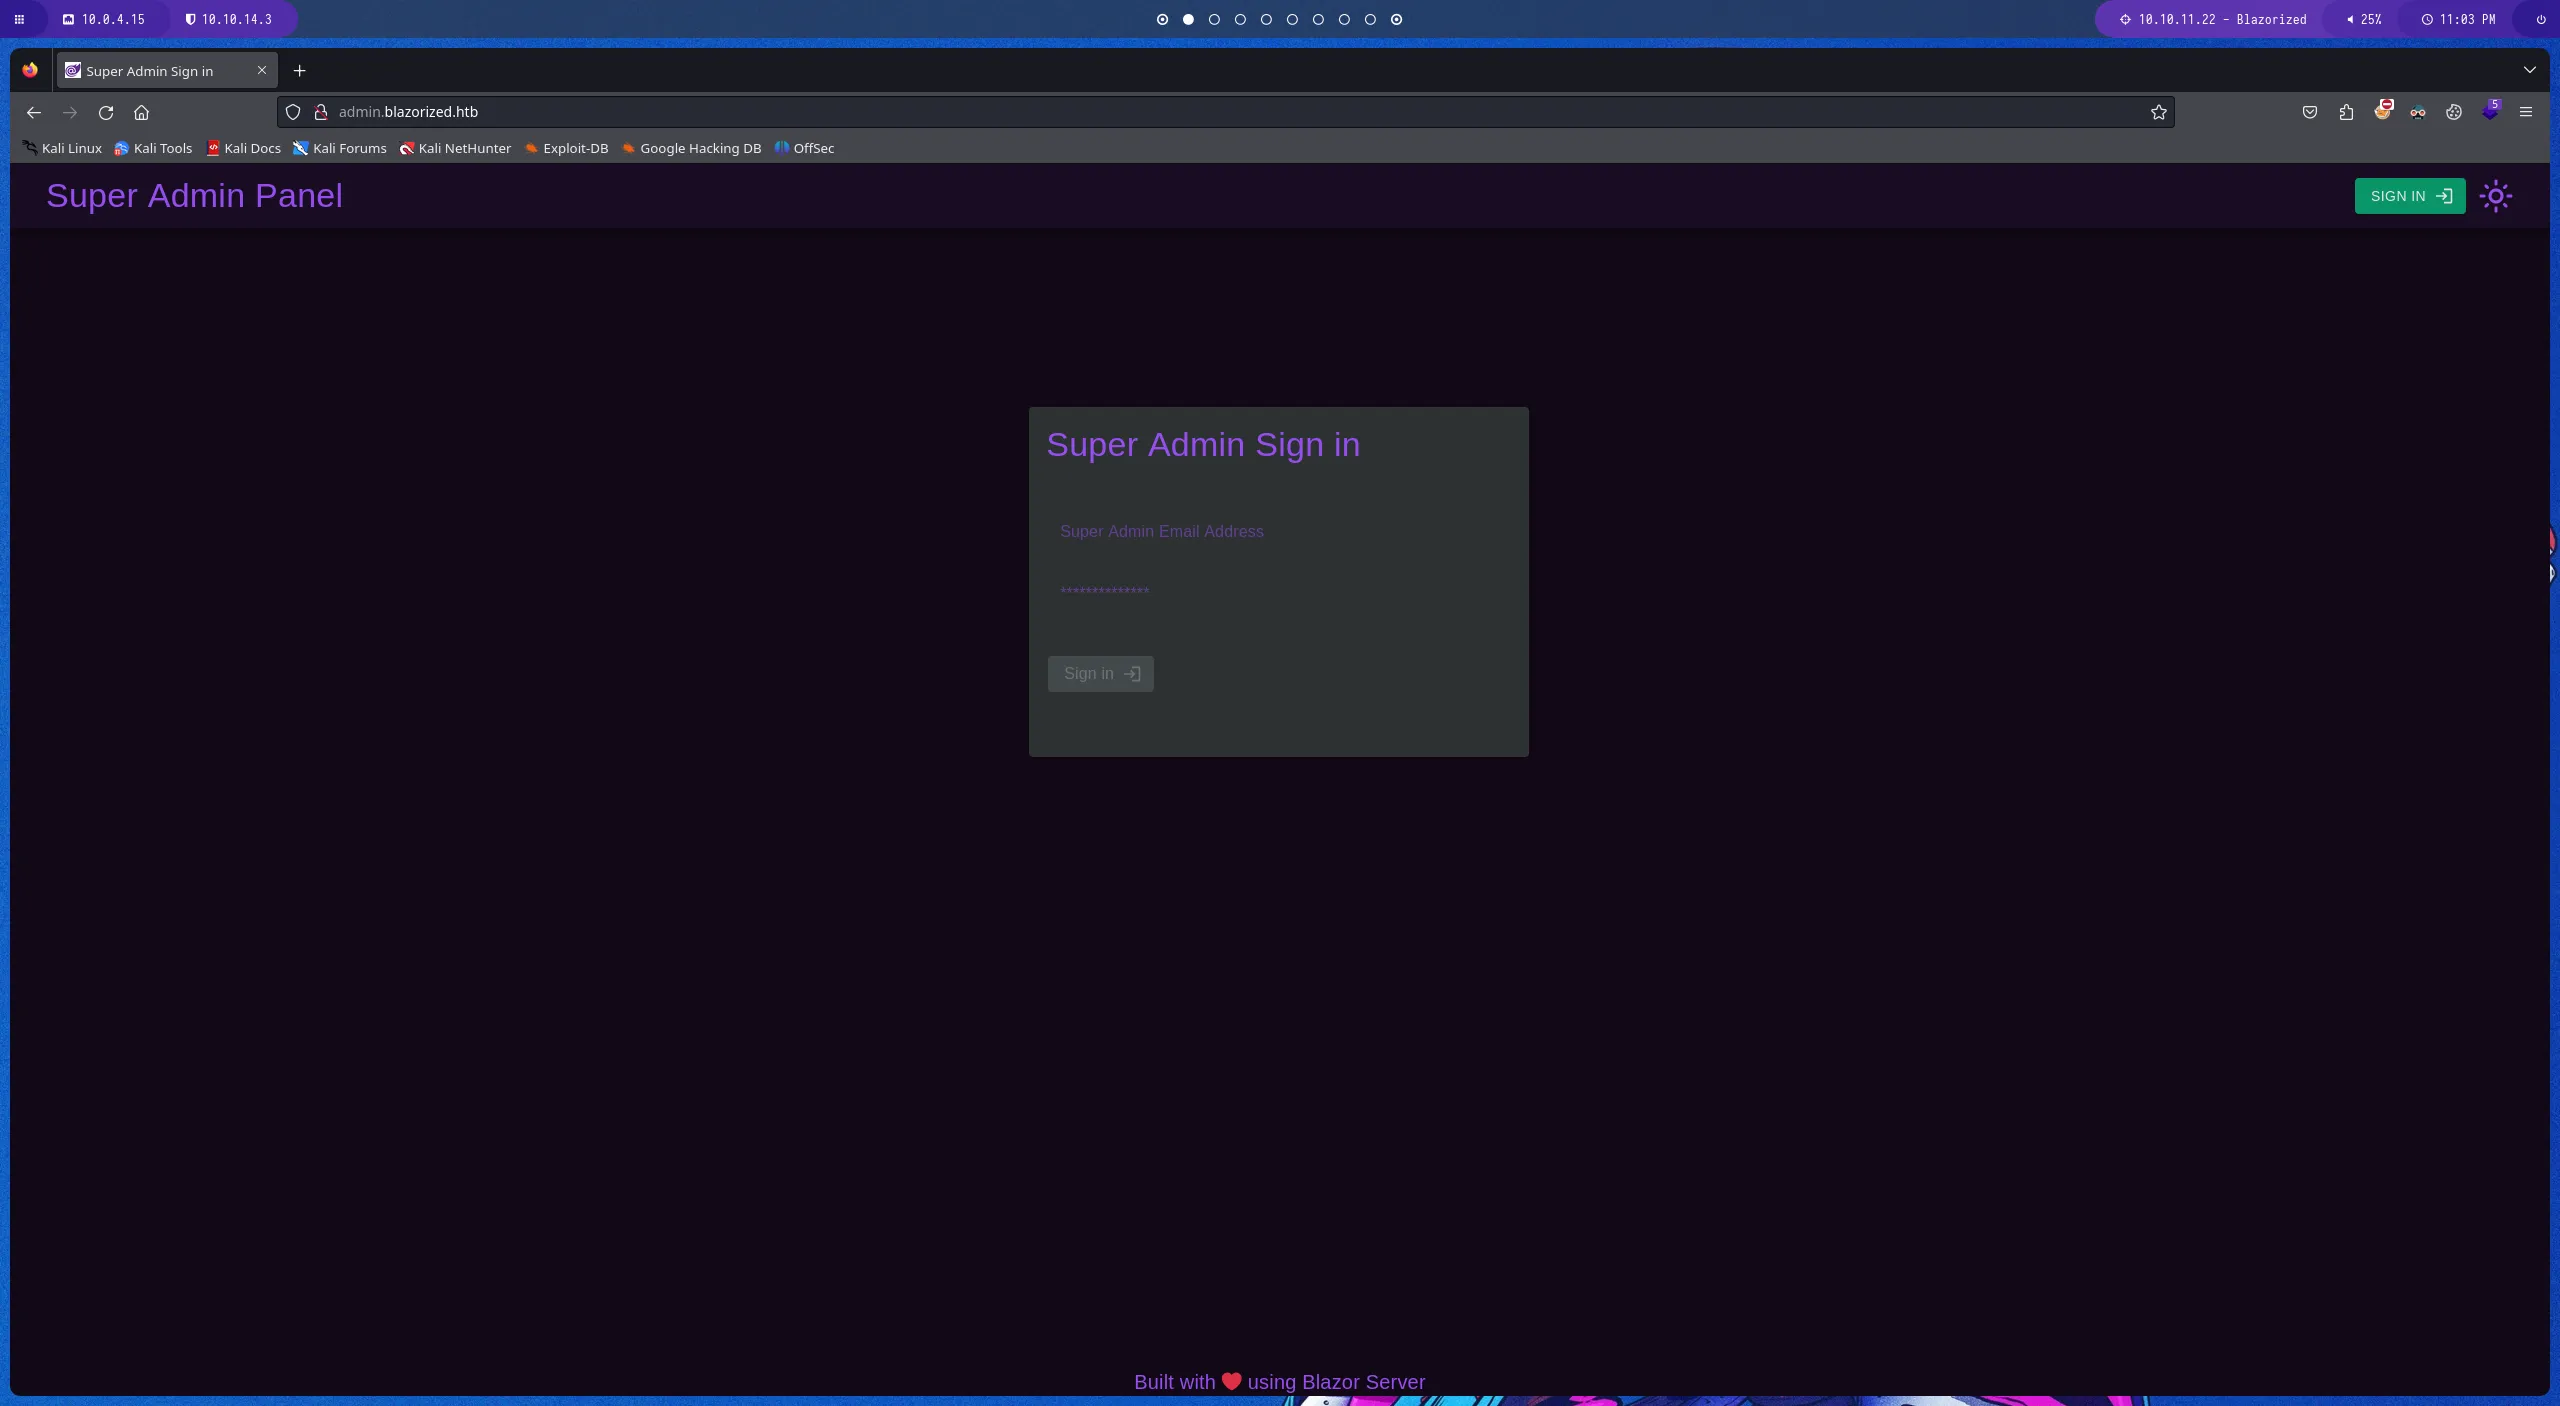 10.0.4.15 10.10.14.3 10.10.11.22 - Blazorized 25% 11:03 PM
Super Admin Sign in
admin.blazorized.htb 5
Kali Linux Kali Tools Kali Docs Kali Forums Kali NetHunter Exploit-DB Google Hacking DB OffSec
Super Admin Panel SIGN IN
Super Admin Sign in
Super Admin Email Address
**************
Sign in
Built with ❤ using Blazor Server